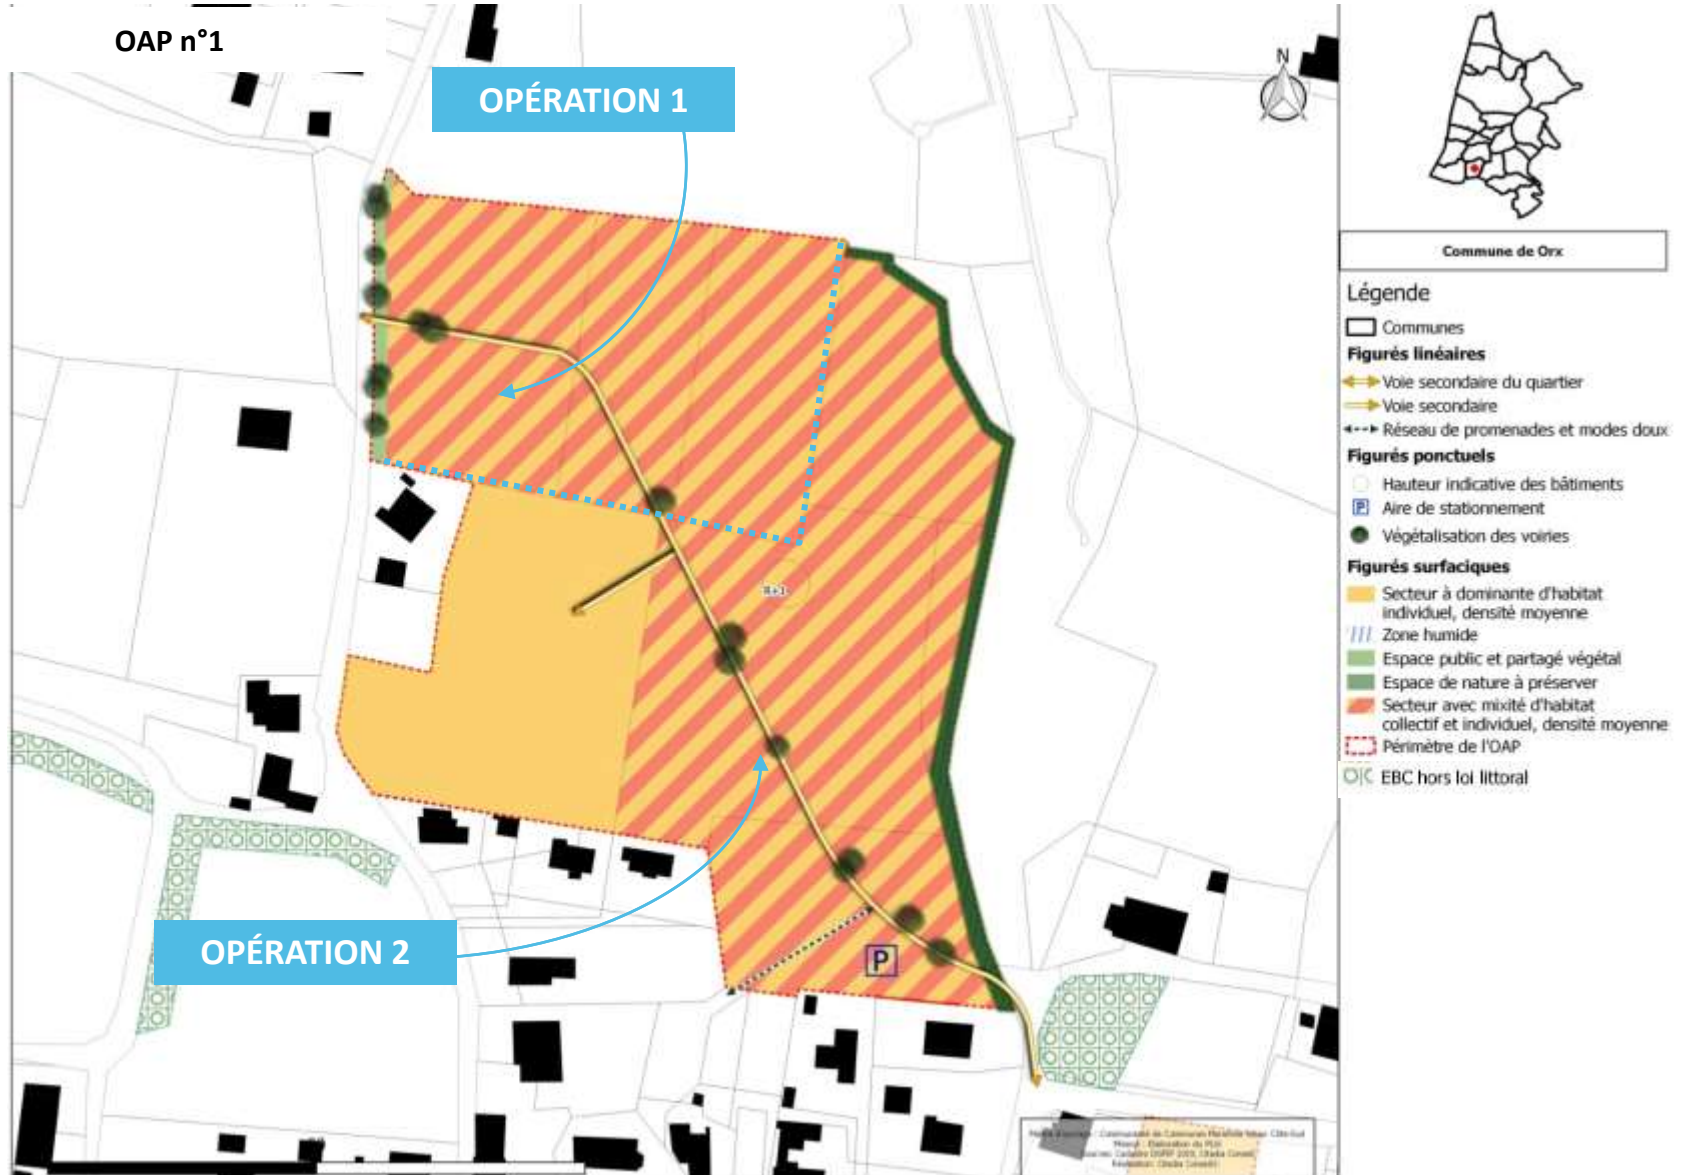 OAP n°1
OPÉRATION 1
N
Commune de Orx
Légende
Communes
Figurés linéaires
Voie secondaire du quartier
Voie secondaire
Réseau de promenades et modes doux
Figurés ponctuels
Hauteur indicative des bâtiments
P Aire de stationnement
Végétalisation des voiries
Figurés surfaciques
Secteur à dominante d'habitat
individuel, densité moyenne
Zone humide
Espace public et partagé végétal
Espace de nature à préserver
Secteur avec mixité d'habitat
collectif et individuel, densité moyenne
Périmètre de l'OAP
EBC hors loi littoral
R+1
OPÉRATION 2
P